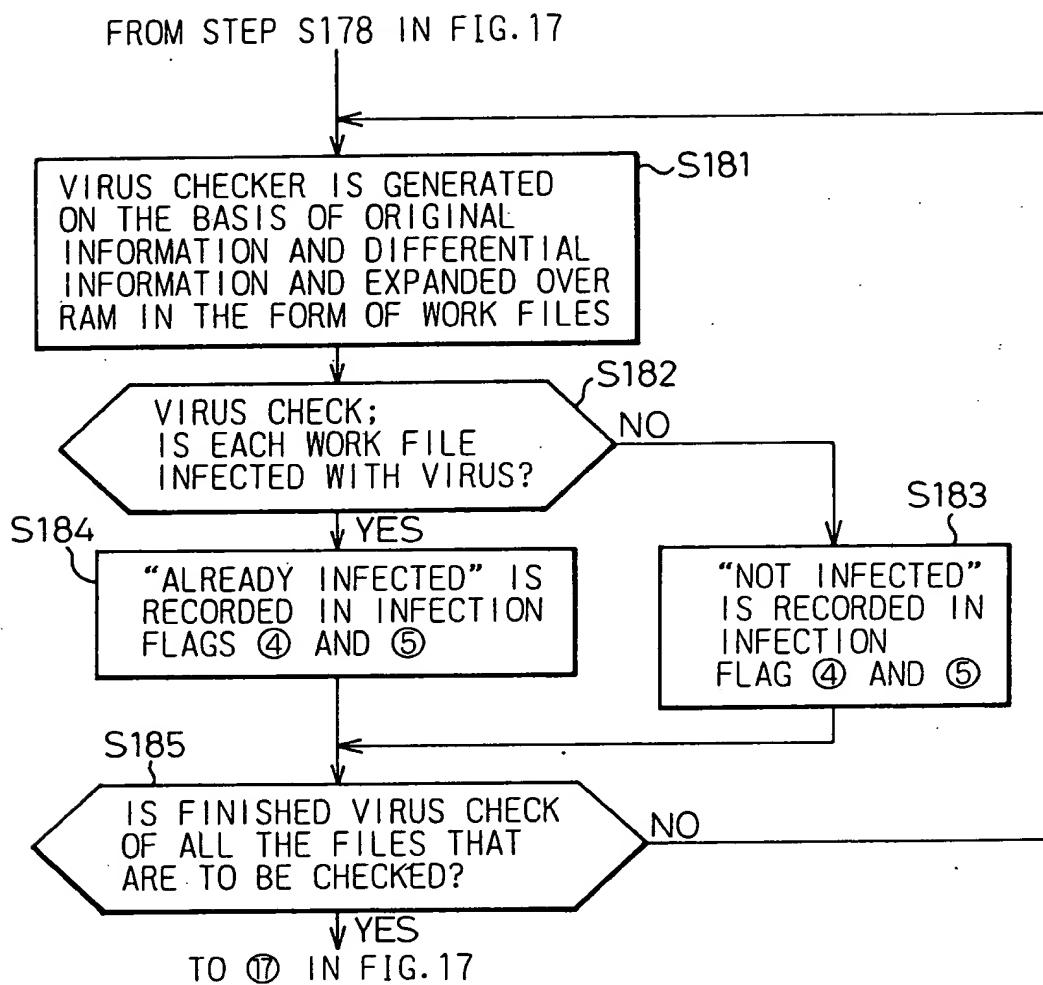 FROM STEP S178 IN FIG.17
S181
VIRUS CHECKER IS GENERATED
ON THE BASIS OF ORIGINAL
INFORMATION AND DIFFERENTIAL
INFORMATION AND EXPANDED OVER
RAM IN THE FORM OF WORK FILES
S182
VIRUS CHECK;
IS EACH WORK FILE
INFECTED WITH VIRUS?
NO
YES
S183
"NOT INFECTED"
IS RECORDED IN
INFECTION
FLAG ④ AND ⑤
S184
"ALREADY INFECTED" IS
RECORDED IN INFECTION
FLAGS ④ AND ⑤
S185
IS FINISHED VIRUS CHECK
OF ALL THE FILES THAT
ARE TO BE CHECKED?
NO
YES
TO ⑰ IN FIG.17